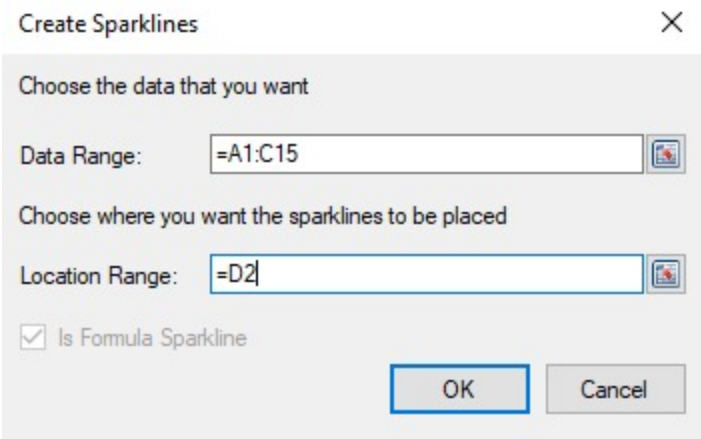 Create Sparklines
Choose the data that you want
Data Range: =A1:C15
Choose where you want the sparklines to be placed
Location Range: =D2
Is Formula Sparkline
OK Cancel